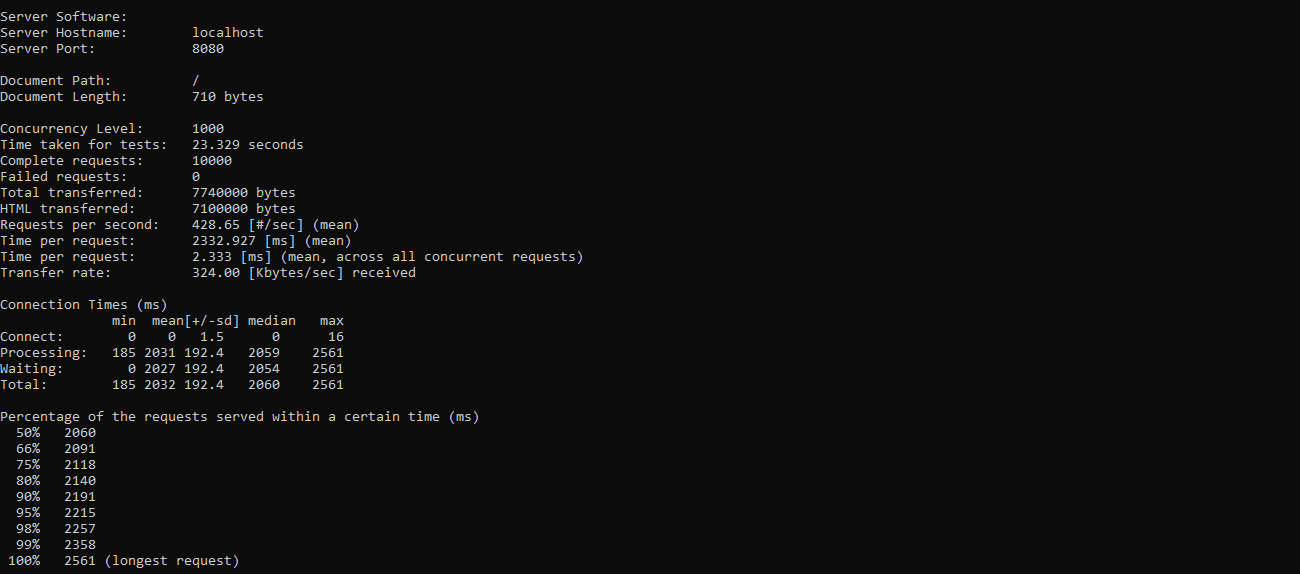 Server Software:
Server Hostname:        localhost
Server Port:            8080

Document Path:          /
Document Length:        710 bytes

Concurrency Level:      1000
Time taken for tests:   23.329 seconds
Complete requests:      10000
Failed requests:        0
Total transferred:      7740000 bytes
HTML transferred:       7100000 bytes
Requests per second:    428.65 [#/sec] (mean)
Time per request:       2332.927 [ms] (mean)
Time per request:       2.333 [ms] (mean, across all concurrent requests)
Transfer rate:          324.00 [Kbytes/sec] received

Connection Times (ms)
              min  mean[+/-sd] median   max
Connect:        0    0   1.5      0      16
Processing:   185 2031 192.4   2059    2561
Waiting:        0 2027 192.4   2054    2561
Total:        185 2032 192.4   2060    2561

Percentage of the requests served within a certain time (ms)
  50%   2060
  66%   2091
  75%   2118
  80%   2140
  90%   2191
  95%   2215
  98%   2257
  99%   2358
 100%   2561 (longest request)